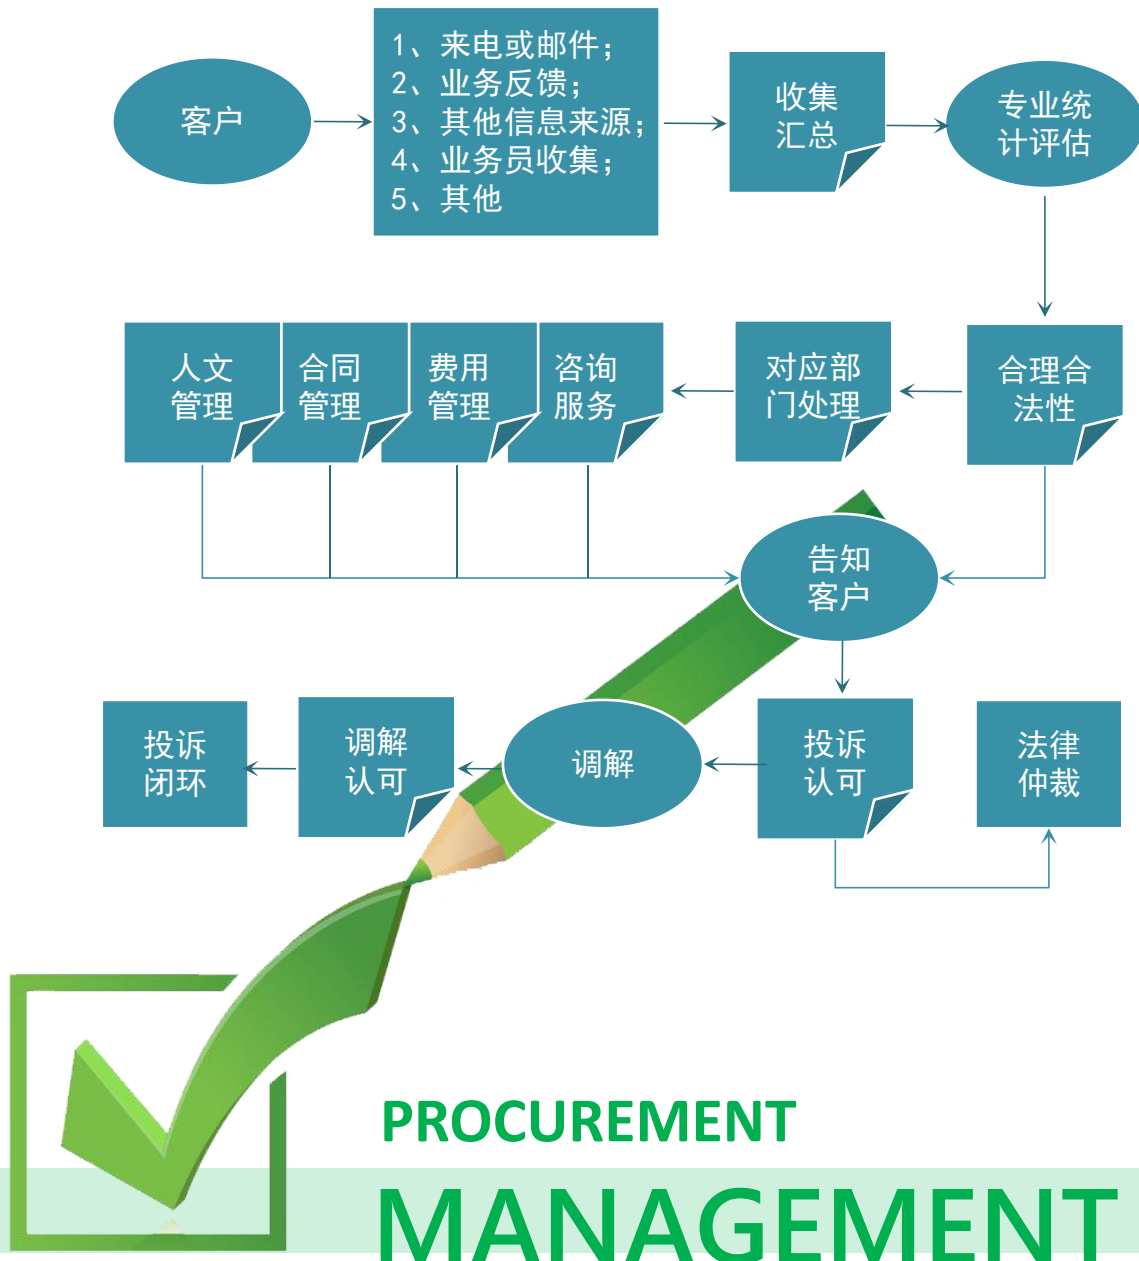 客户
1、来电或邮件；
2、业务反馈；
3、其他信息来源；
4、业务员收集；
5、其他
收集
汇总
专业统
计评估
人文
管理
合同
管理
费用
管理
咨询
服务
对应部
门处理
合理合
法性
告知
客户
投诉
闭环
调解
认可
调解
投诉
认可
法律
仲裁
PROCUREMENT
MANAGEMENT